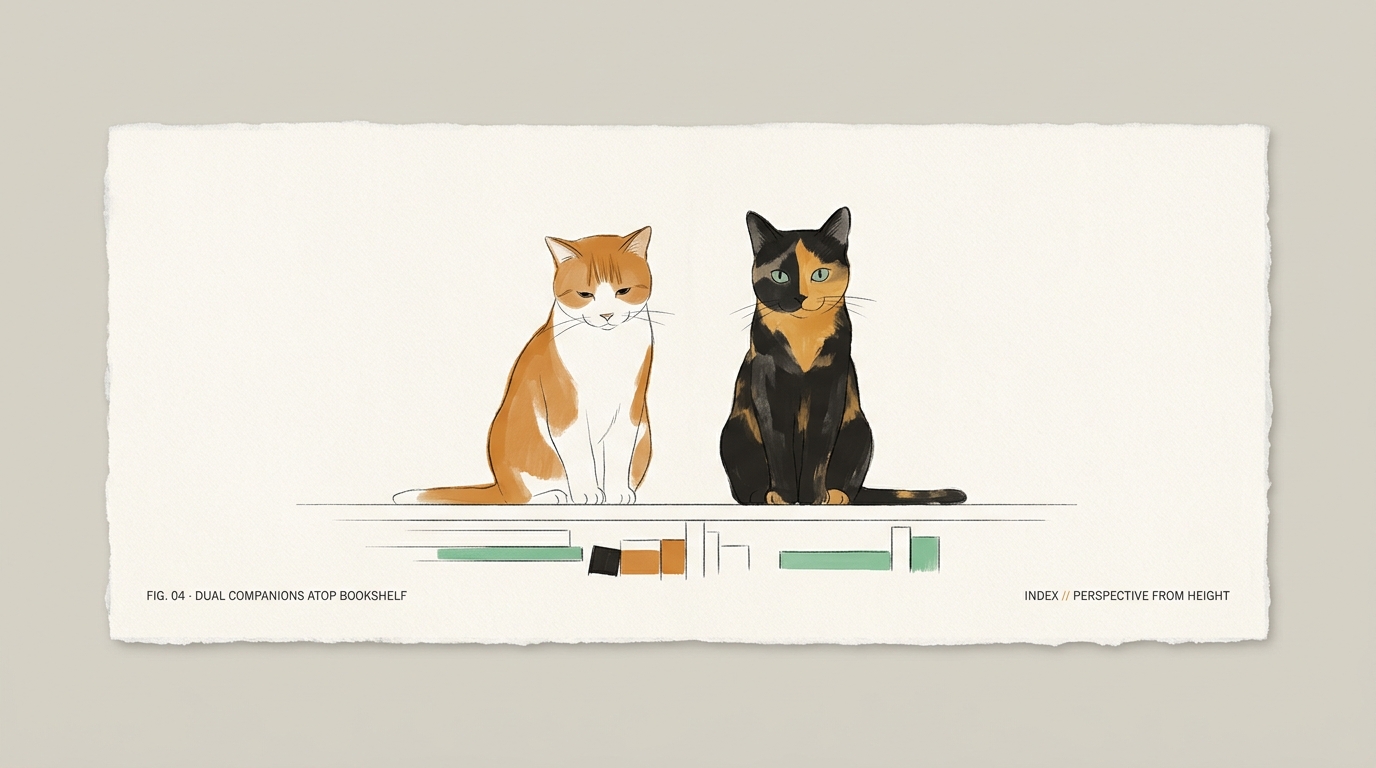 FIG. 04 · DUAL COMPANIONS ATOP BOOKSHELF
INDEX // PERSPECTIVE FROM HEIGHT